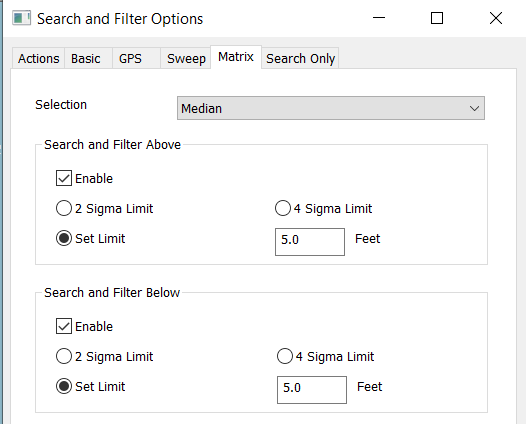 Search and Filter Options
Actions Basic GPS Sweep Matrix Search Only
Selection Median
Search and Filter Above
Enable
2 Sigma Limit 4 Sigma Limit
Set Limit 5.0 Feet
Search and Filter Below
Enable
2 Sigma Limit 4 Sigma Limit
Set Limit 5.0 Feet